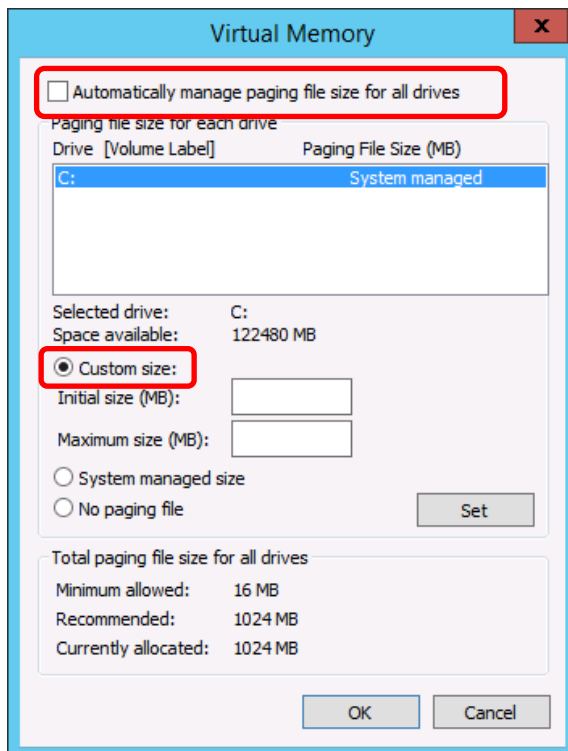 Virtual Memory
x
Automatically manage paging file size for all drives
Paging file size for each drive
Drive [Volume Label] Paging File Size (MB)
C: System managed
Selected drive: C:
Space available: 122480 MB
Custom size:
Initial size (MB):
Maximum size (MB):
System managed size
No paging file
Set
Total paging file size for all drives
Minimum allowed: 16 MB
Recommended: 1024 MB
Currently allocated: 1024 MB
OK Cancel